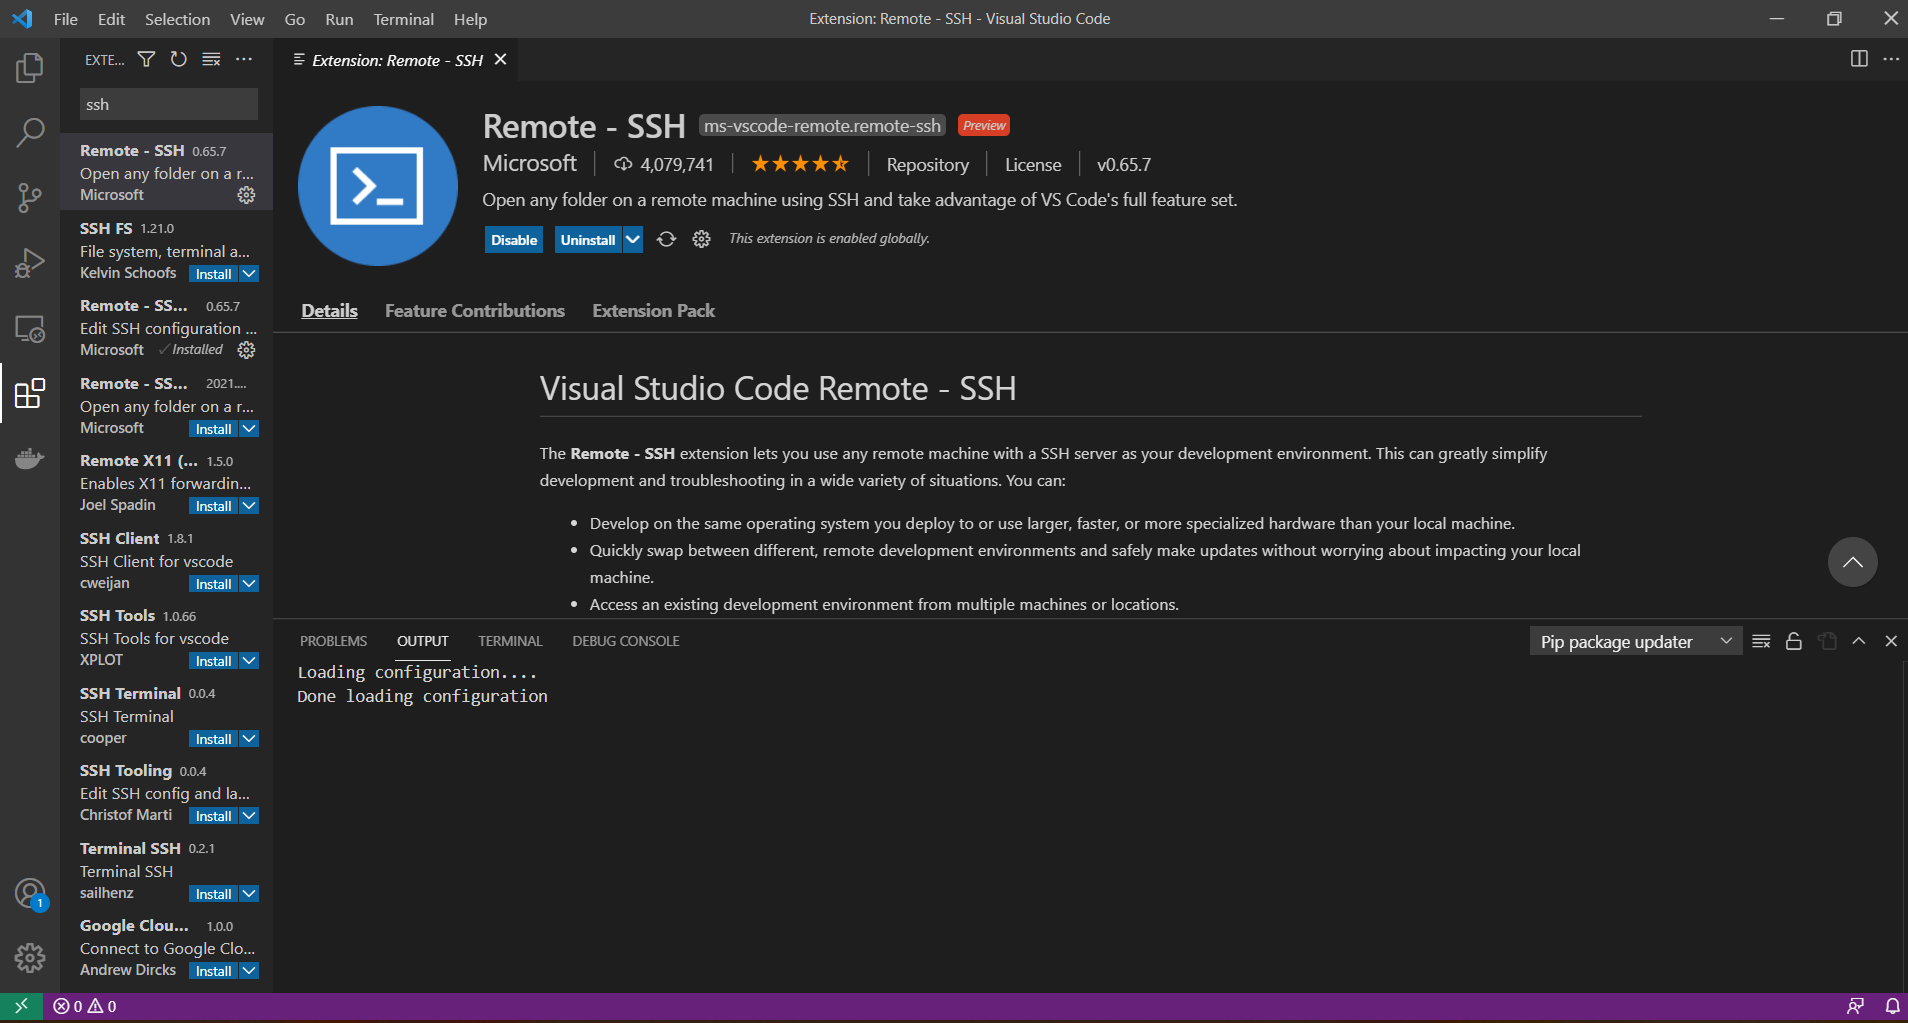 File Edit Selection View Go Run Terminal Help
Extension: Remote - SSH - Visual Studio Code
EXTE...
ssh
Remote - SSH 0.65.7
Open any folder on a r...
Microsoft
SSH FS 1.21.0
File system, terminal a...
Kelvin Schoofs Install
Remote - SS... 0.65.7
Edit SSH configuration ...
Microsoft Installed
Remote - SS... 2021....
Open any folder on a r...
Microsoft Install
Remote X11 (... 1.5.0
Enables X11 forwardin...
Joel Spadin Install
SSH Client 1.8.1
SSH Client for vscode
cweijan Install
SSH Tools 1.0.66
SSH Tools for vscode
XPLOT Install
SSH Terminal 0.0.4
SSH Terminal
cooper Install
SSH Tooling 0.0.4
Edit SSH config and la...
Christof Marti Install
Terminal SSH 0.2.1
Terminal SSH
sailhenz Install
Google Clou... 1.0.0
Connect to Google Clo...
Andrew Dircks Install
1
Extension: Remote - SSH
Remote - SSH ms-vscode-remote.remote-ssh Preview
Microsoft 4,079,741 Repository License v0.65.7
Open any folder on a remote machine using SSH and take advantage of VS Code's full feature set.
Disable Uninstall This extension is enabled globally.
Details Feature Contributions Extension Pack
Visual Studio Code Remote - SSH
The Remote - SSH extension lets you use any remote machine with a SSH server as your development environment. This can greatly simplify
development and troubleshooting in a wide variety of situations. You can:
• Develop on the same operating system you deploy to or use larger, faster, or more specialized hardware than your local machine.
• Quickly swap between different, remote development environments and safely make updates without worrying about impacting your local
machine.
• Access an existing development environment from multiple machines or locations.
PROBLEMS OUTPUT TERMINAL DEBUG CONSOLE
Pip package updater
Loading configuration....
Done loading configuration
0 0